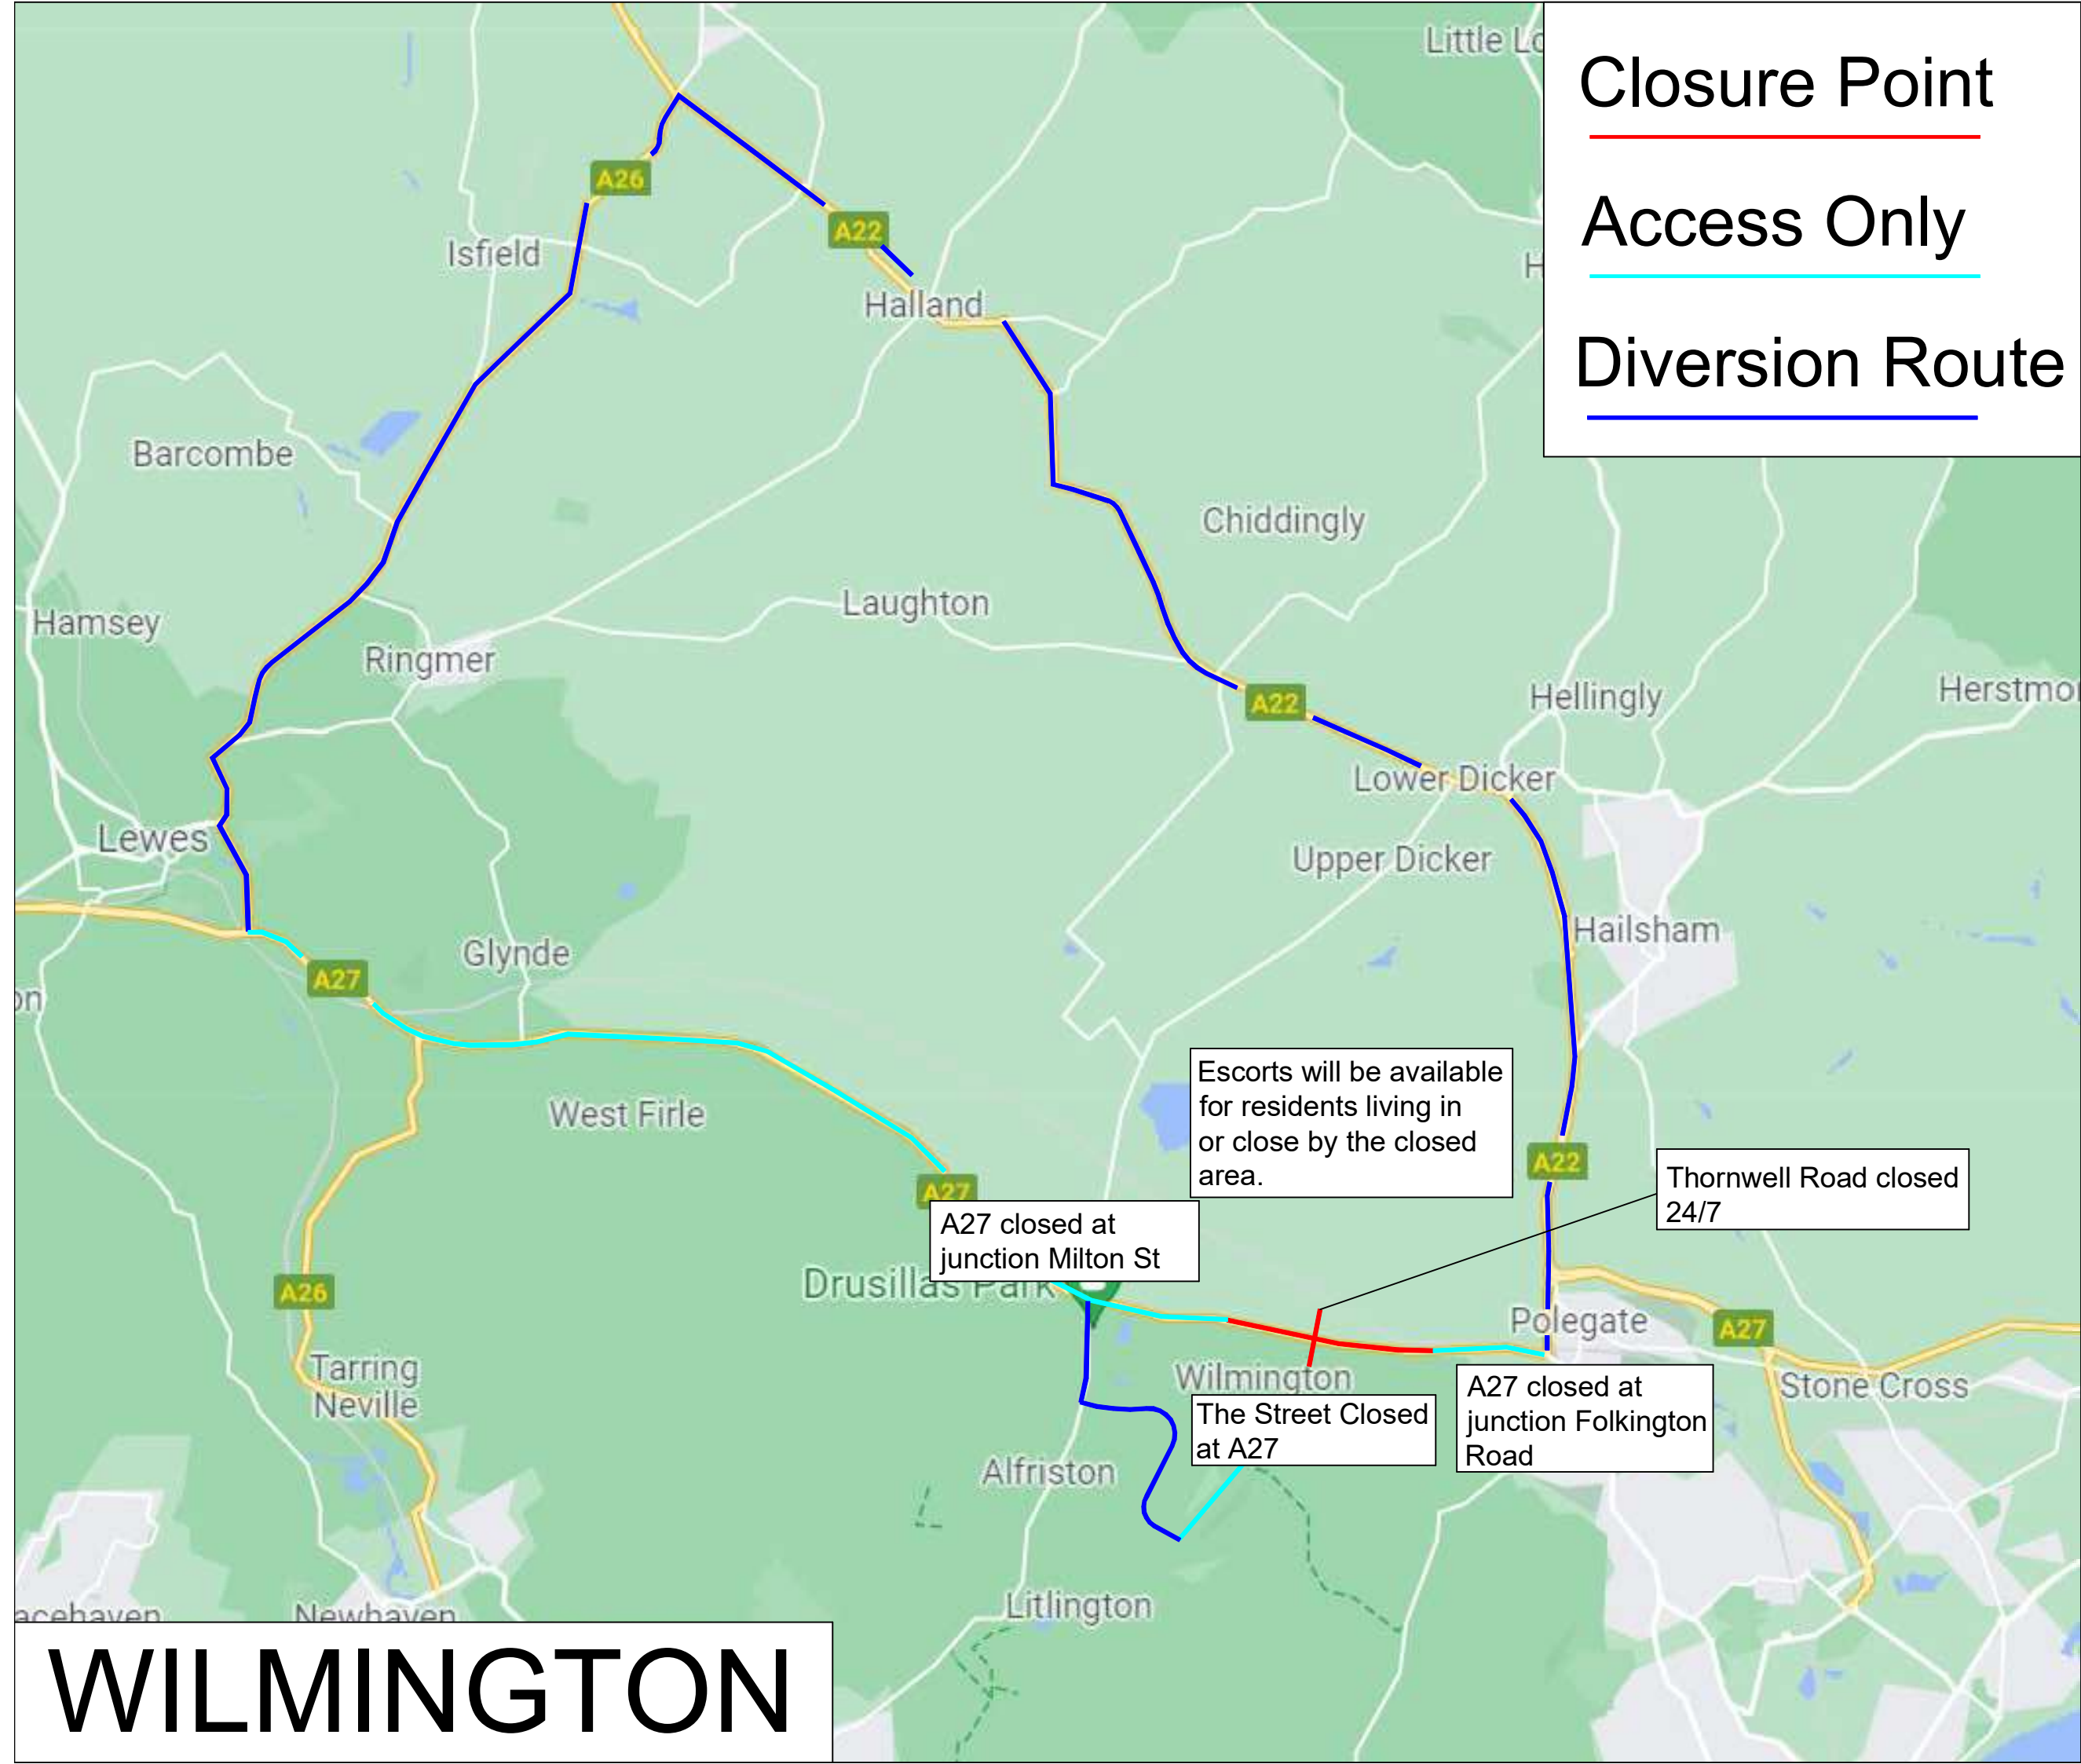 Little Lo
Closure Point
Access Only
Diversion Route
A26
A22
Isfield
H
Halland
Barcombe
Chiddingly
Hamsey
Laughton
Ringmer
A22
Hellingly
Herstmo
Lower Dicker
Lewes
Upper Dicker
Hailsham
Glynde
A27
on
West Firle
Escorts will be available
for residents living in
or close by the closed
area.
A22
Thornwell Road closed
24/7
A27
A27 closed at
junction Milton St
Drusillas Park
A26
Polegate
A27
Tarring
Neville
Wilmington
The Street Closed
at A27
A27 closed at
junction Folkington
Road
Stone Cross
Alfriston
Litlington
acehaven
Newhaven
WILMINGTON